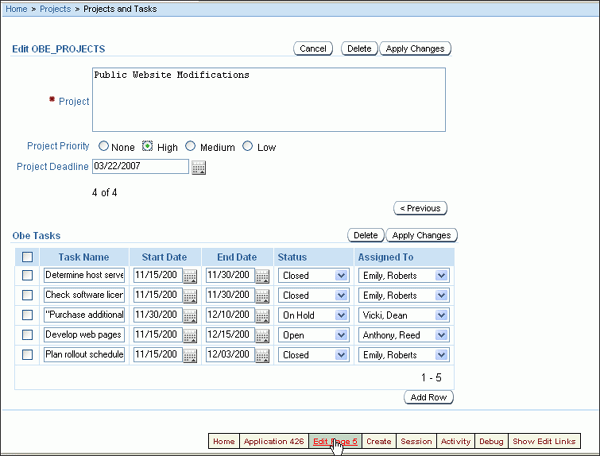 Home > Projects > Projects and Tasks
Edit OBE_PROJECTS Cancel Delete Apply Changes
Public Website Modifications
* Project
Project Priority None High Medium Low
Project Deadline 03/22/2007
4 of 4
< Previous
Obe Tasks Delete Apply Changes
Task Name Start Date End Date Status Assigned To
Determine host serve 11/15/200 11/30/200 Closed Emily, Roberts
Check software licen 11/15/200 11/30/200 Closed Emily, Roberts
"Purchase additional 11/30/200 12/10/200 On Hold Vicki, Dean
Develop web pages 11/15/200 12/15/200 Open Anthony, Reed
Plan rollout schedule 11/15/200 12/03/200 Closed Emily, Roberts
1 - 5
Add Row
Home Application 426 Edit Page 5 Create Session Activity Debug Show Edit Links